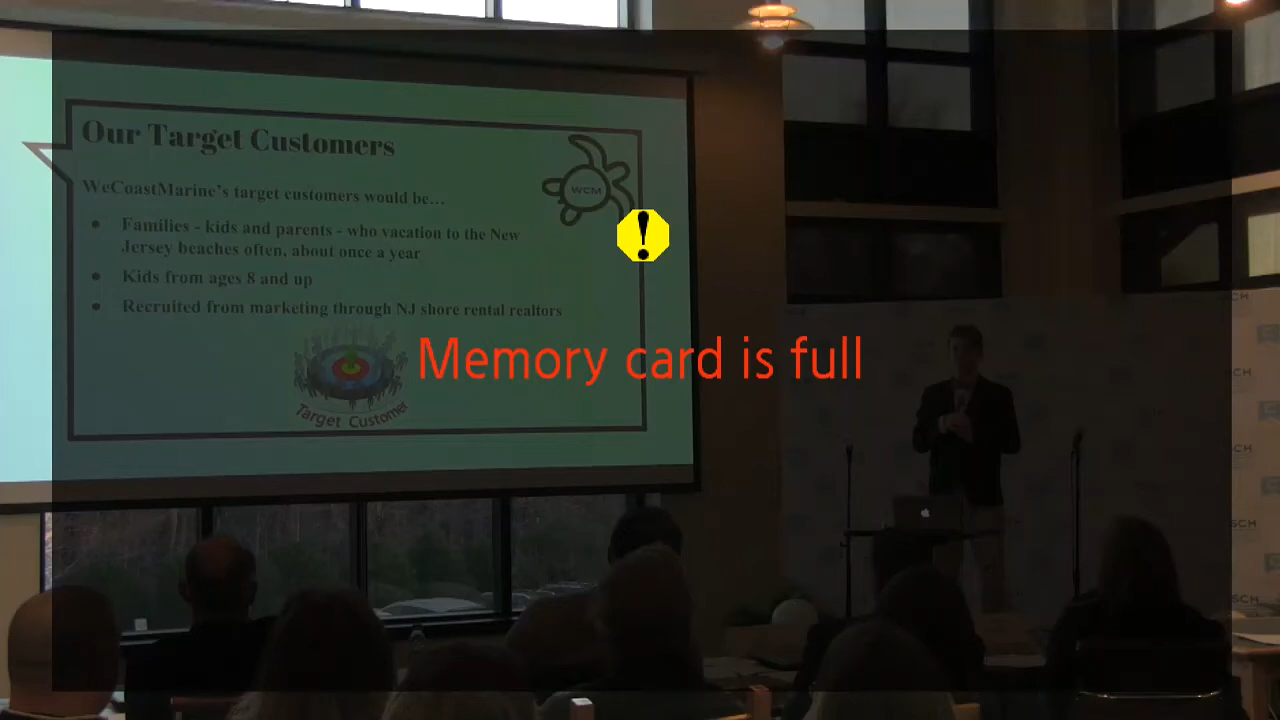 Our Target Customers
WeCoastMarine's target customers would be...
WCM
● Families - kids and parents - who vacation to the New
Jersey beaches often, about once a year
● Kids from ages 8 and up
● Recruited from marketing through NJ shore rental realtors
Target Customer
!
Memory card is full
SCH